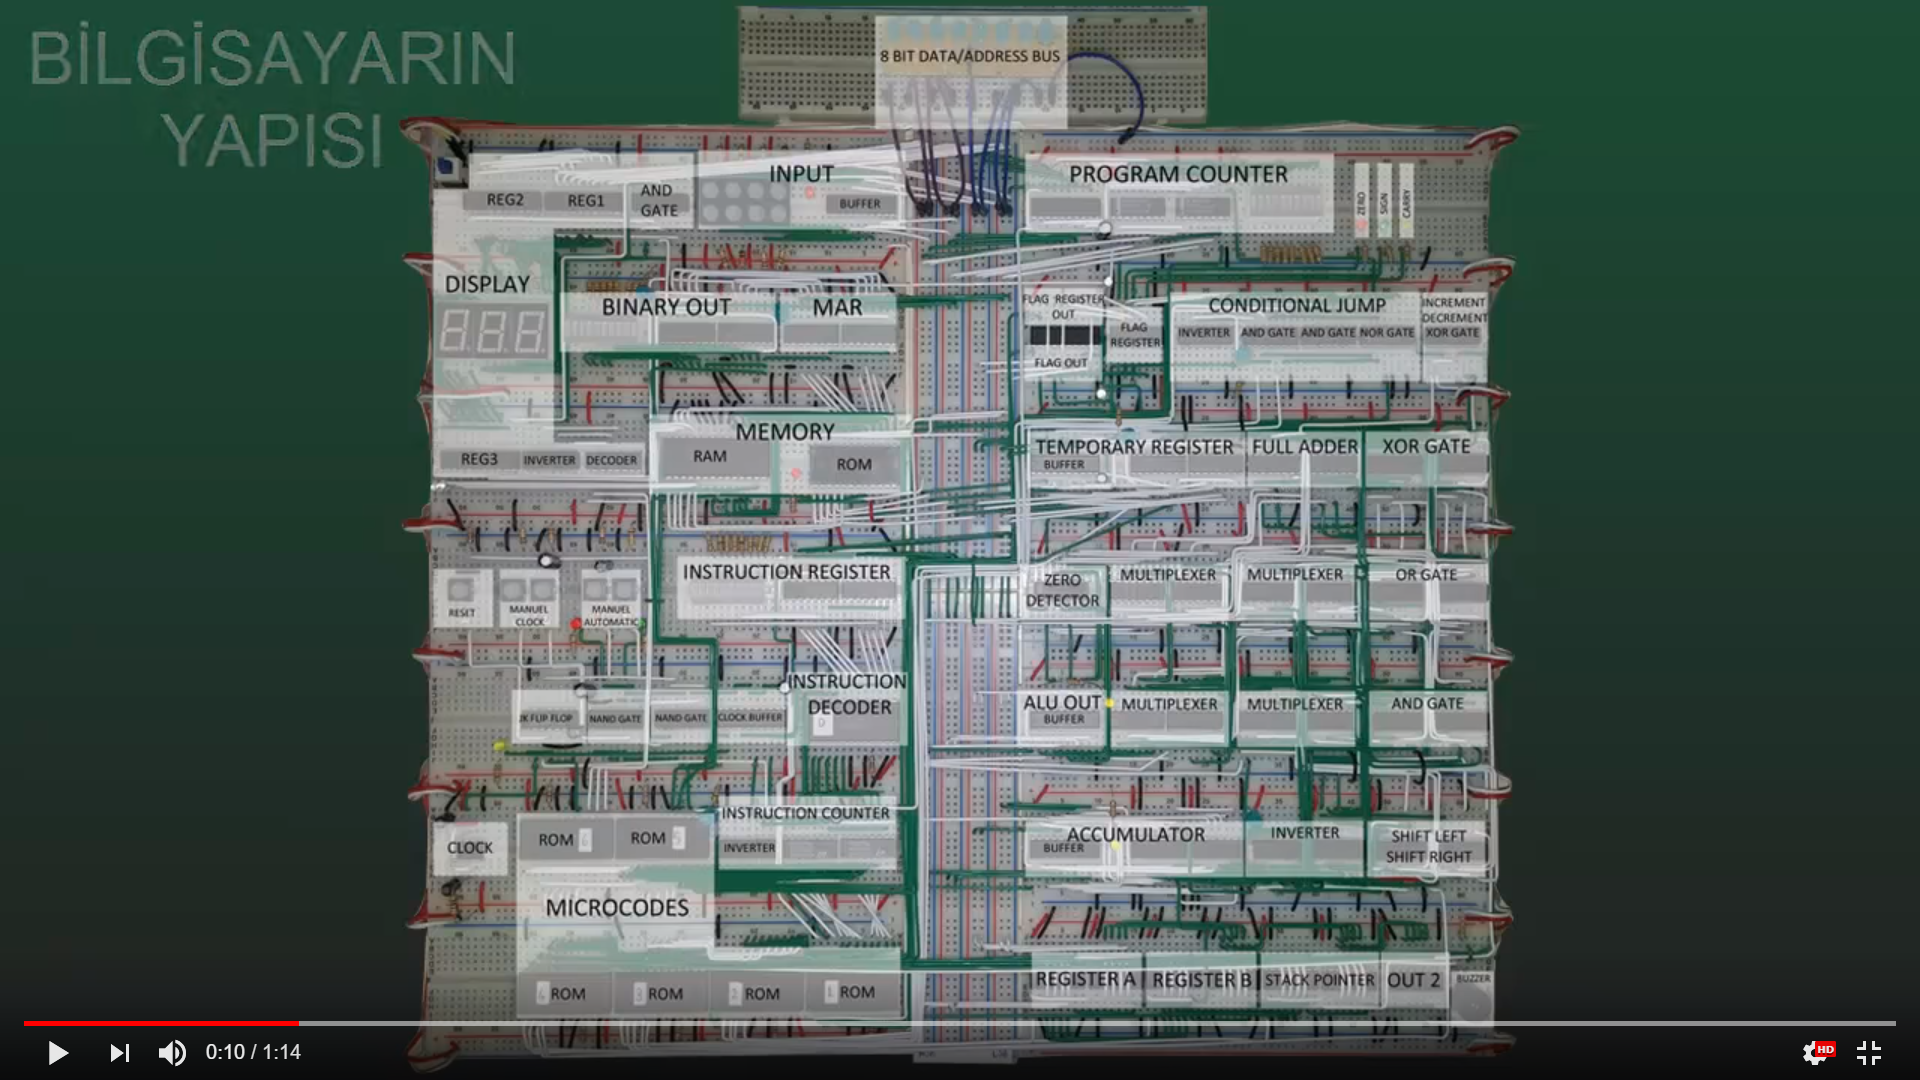 BİLGİSAYARIN
YAPISI
8 BIT DATA/ADDRESS BUS
INPUT
REG2
REG1
AND
GATE
BUFFER
PROGRAM COUNTER
ZERO
SIGN
CARRY
DISPLAY
BINARY OUT
MAR
FLAG REGISTER
OUT
FLAG OUT
FLAG
REGISTER
CONDITIONAL JUMP
INVERTER
AND GATE
AND GATE
NOR GATE
INCREMENT
DECREMENT
XOR GATE
REG3
INVERTER
DECODER
MEMORY
RAM
ROM
TEMPORARY REGISTER
BUFFER
FULL ADDER
XOR GATE
RESET
MANUEL
CLOCK
MANUEL
AUTOMATIC
INSTRUCTION REGISTER
ZERO
DETECTOR
MULTIPLEXER
MULTIPLEXER
OR GATE
JK FLIP FLOP
NAND GATE
NAND GATE
CLOCK BUFFER
INSTRUCTION
DECODER
D
ALU OUT
BUFFER
MULTIPLEXER
MULTIPLEXER
AND GATE
CLOCK
ROM 6
ROM 5
INSTRUCTION COUNTER
INVERTER
ACCUMULATOR
BUFFER
INVERTER
SHIFT LEFT
SHIFT RIGHT
MICROCODES
4 ROM
3 ROM
2 ROM
1 ROM
REGISTER A
REGISTER B
STACK POINTER
OUT 2
BUZZER
0:10 / 1:14
HD